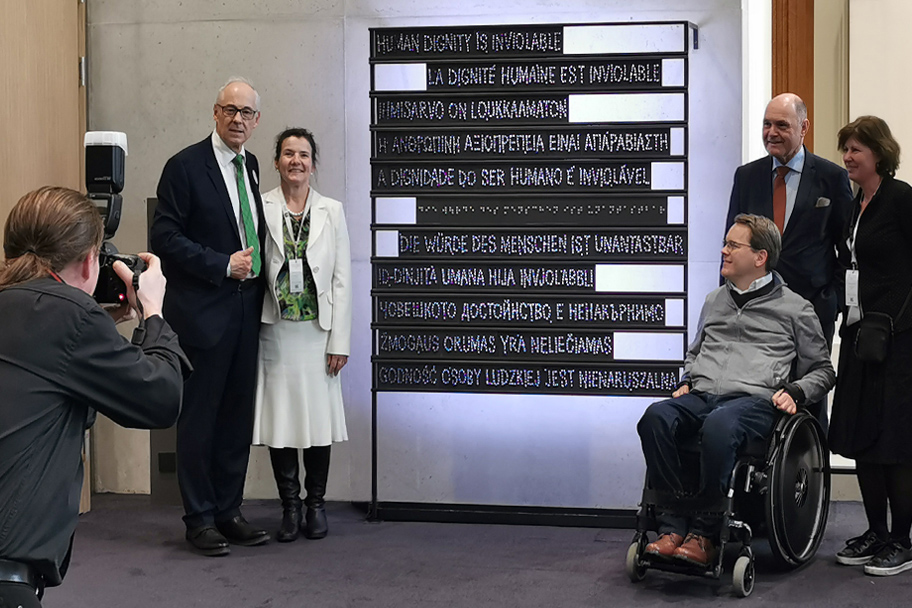 HUMAN DIGNITY IS INVIOLABLE
LA DIGNITÉ HUMAINE EST INVIOLABLE
IHMISARVO ON LOUKKAAMATON
Η ΑΝΘΡΩΠΙΝΗ ΑΞΙΟΠΡΕΠΕΙΑ ΕΙΝΑΙ ΑΠΑΡΑΒΙΑΣΤΗ
A DIGNIDADE DO SER HUMANO É INVIOLÁVEL
DIE WÜRDE DES MENSCHEN IST UNANTASTBAR
ID-DINJITÀ UMANA HIJA INVJOLABBLI
ЧОВЕШКОТО ДОСТОЙНСТВО Е НЕНАКЪРНИМО
ŽMOGAUS ORUMAS YRA NELIEČIAMAS
GODNOŚĆ OSOBY LUDZKIEJ JEST NIENARUSZALNA